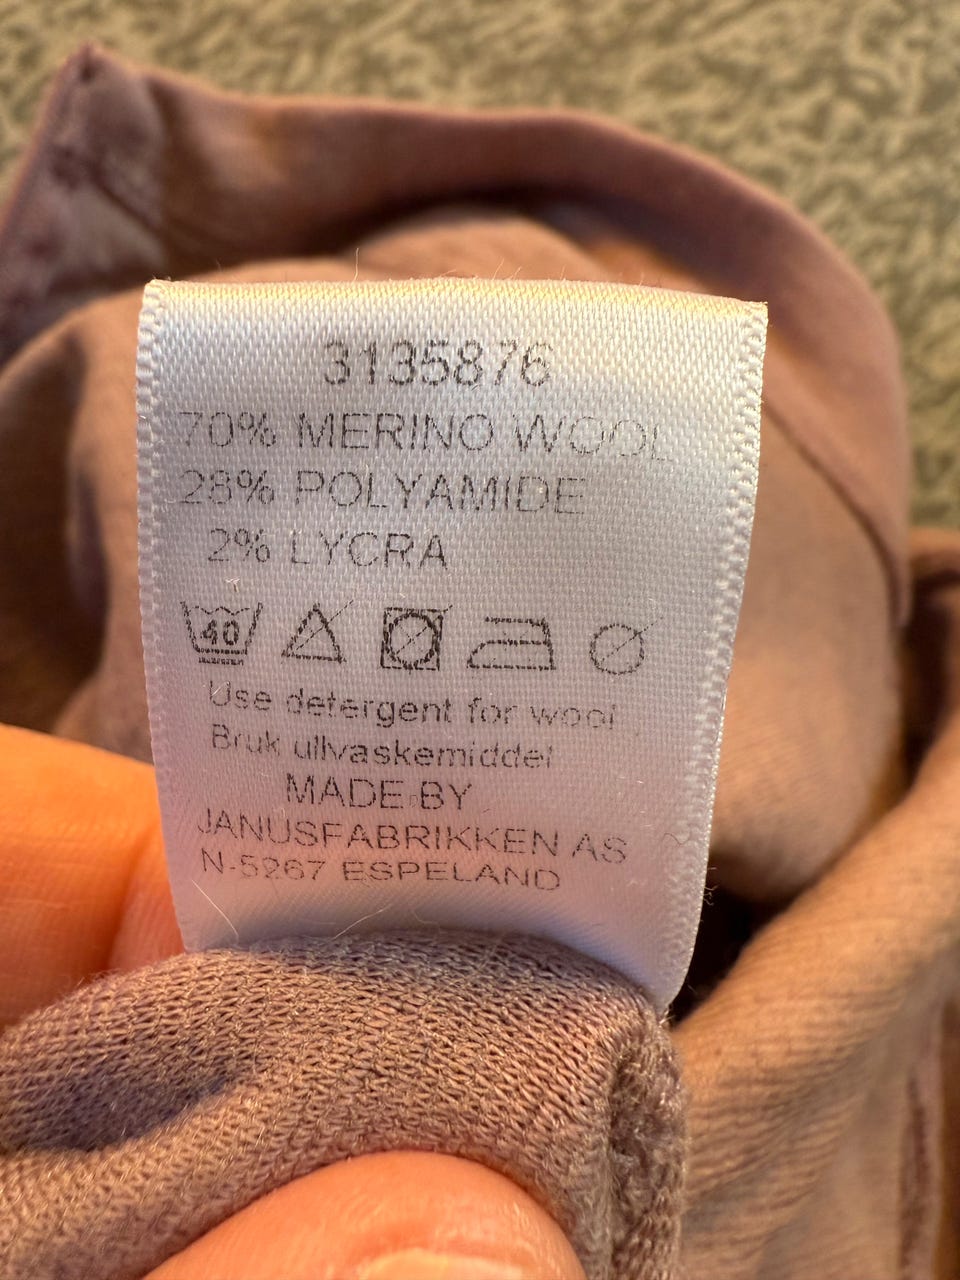 3135876
70% MERINO WOOL
28% POLYAMIDE
2% LYCRA
40
Use detergent for wool
Bruk ullvaskemiddel
MADE BY
JANUSFABRIKKEN AS
N-5267 ESPELAND